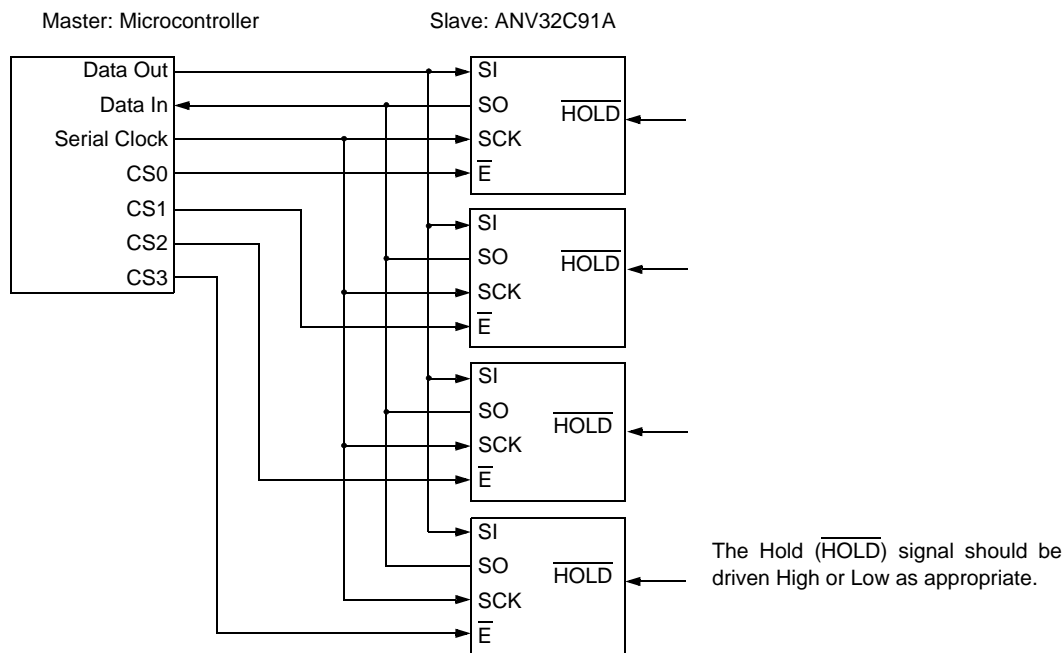 Master: Microcontroller
Slave: ANV32C91A
Data Out
Data In
Serial Clock
CS0
CS1
CS2
CS3
SI
SO
SCK
E
HOLD
SI
SO
SCK
E
HOLD
SI
SO
SCK
E
HOLD
SI
SO
SCK
E
HOLD
The Hold (HOLD) signal should be
driven High or Low as appropriate.